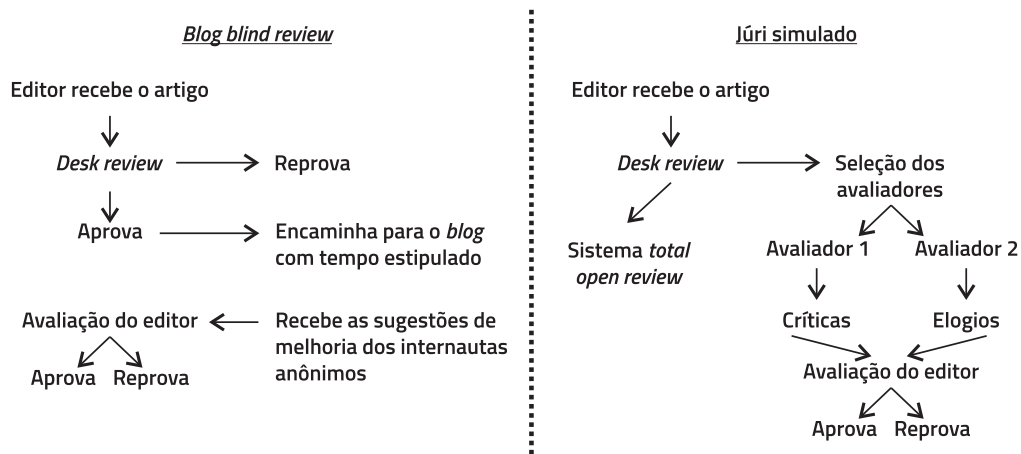 Blog blind review
Editor recebe o artigo
Desk review
Reprova
Aprova
Encaminha para o blog
com tempo estipulado
Avaliação do editor
Recebe as sugestões de
melhoria dos internautas
anônimos
Aprova
Reprova
Júri simulado
Editor recebe o artigo
Desk review
Seleção dos
avaliadores
Sistema total
open review
Avaliador 1
Avaliador 2
Críticas
Elogios
Avaliação do editor
Aprova
Reprova